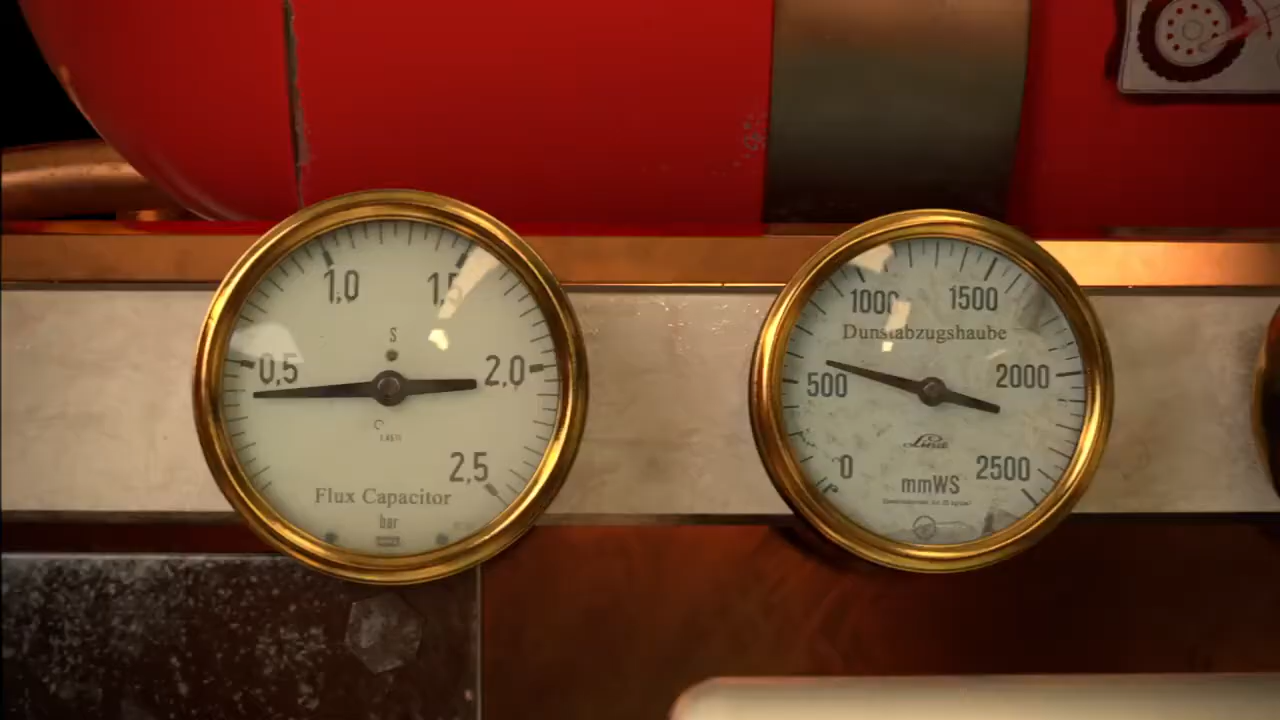 1,0
1,5
S
0,5
2,0
2,5
Flux Capacitor
bar
1000
1500
Dunstabzugshaube
500
2000
Linde
0
2500
mmWS